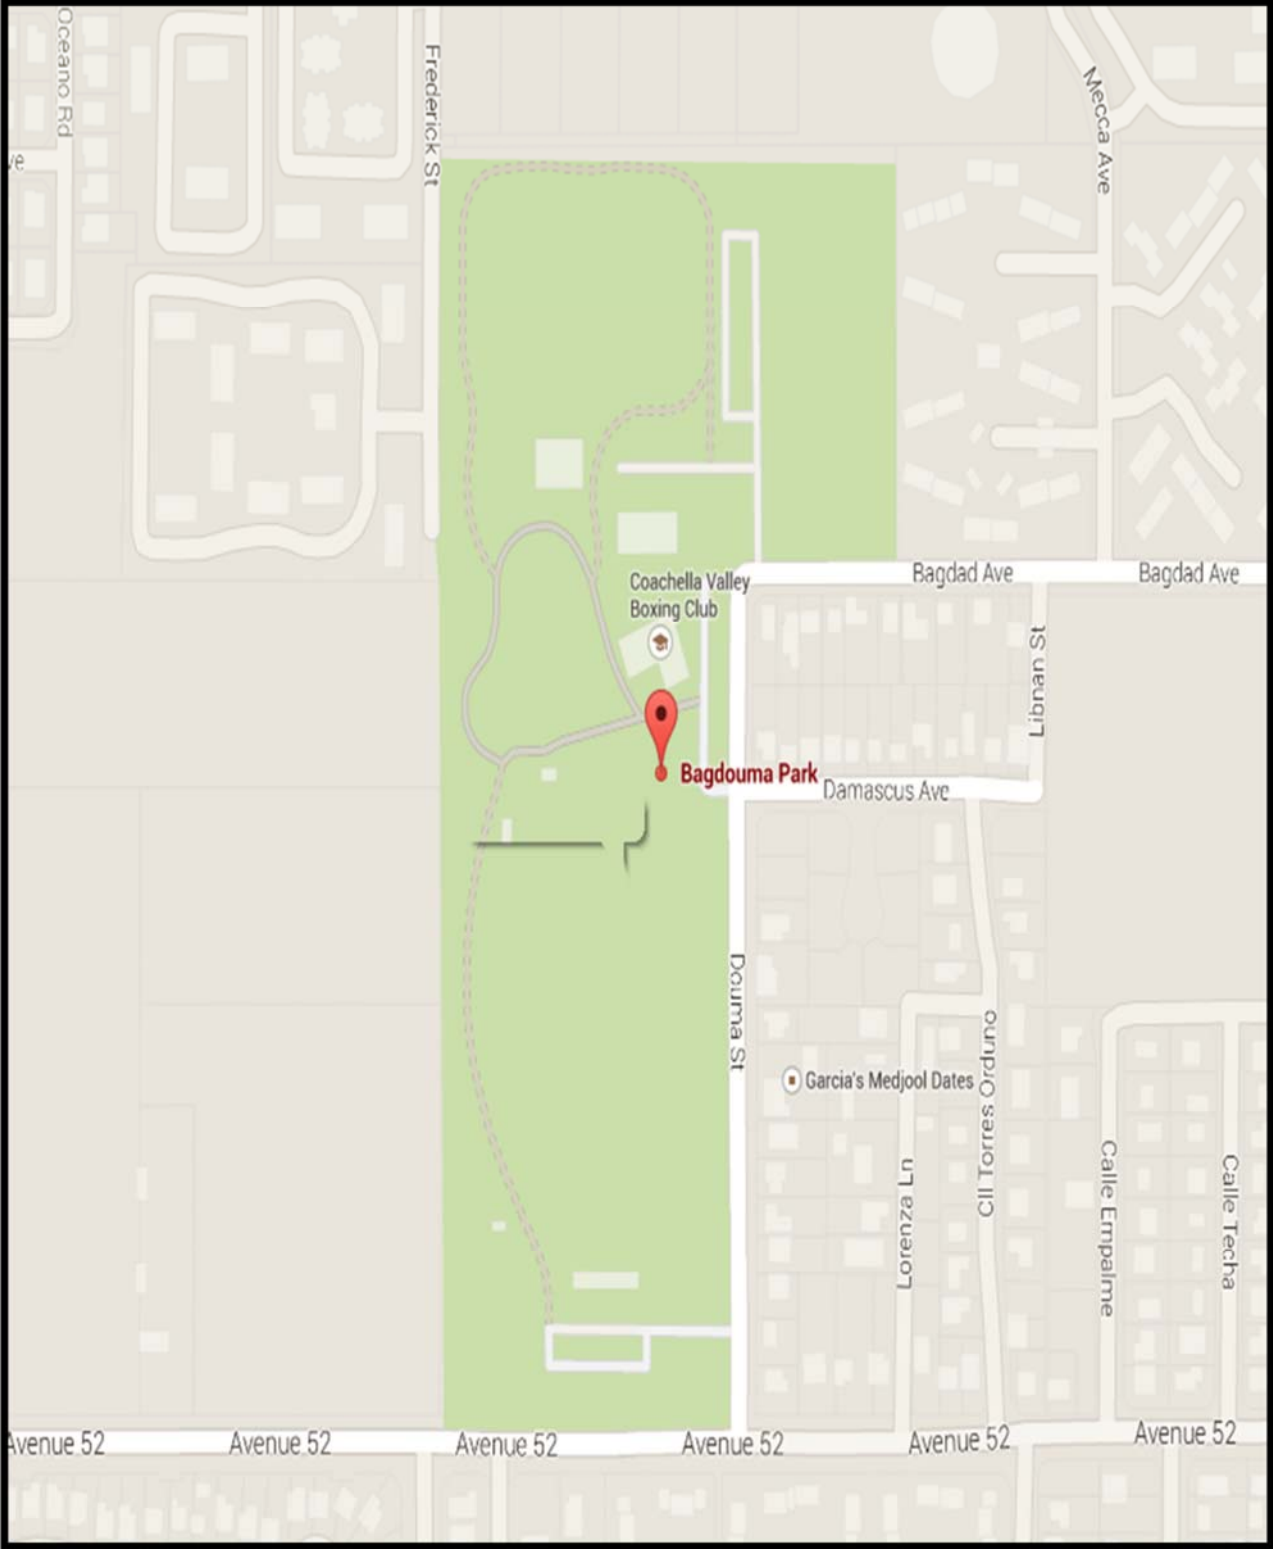 Oceano Rd
Frederick St
Mecca Ave
ve
Bagdad Ave
Bagdad Ave
Coachella Valley
Boxing Club
Libnan St
Bagdouma Park
Damascus Ave
Douma St
Garcia's Medjool Dates
Cll Torres Orduno
Lorenza Ln
Calle Empalme
Calle Techa
Avenue 52
Avenue 52
Avenue 52
Avenue 52
Avenue 52
Avenue 52